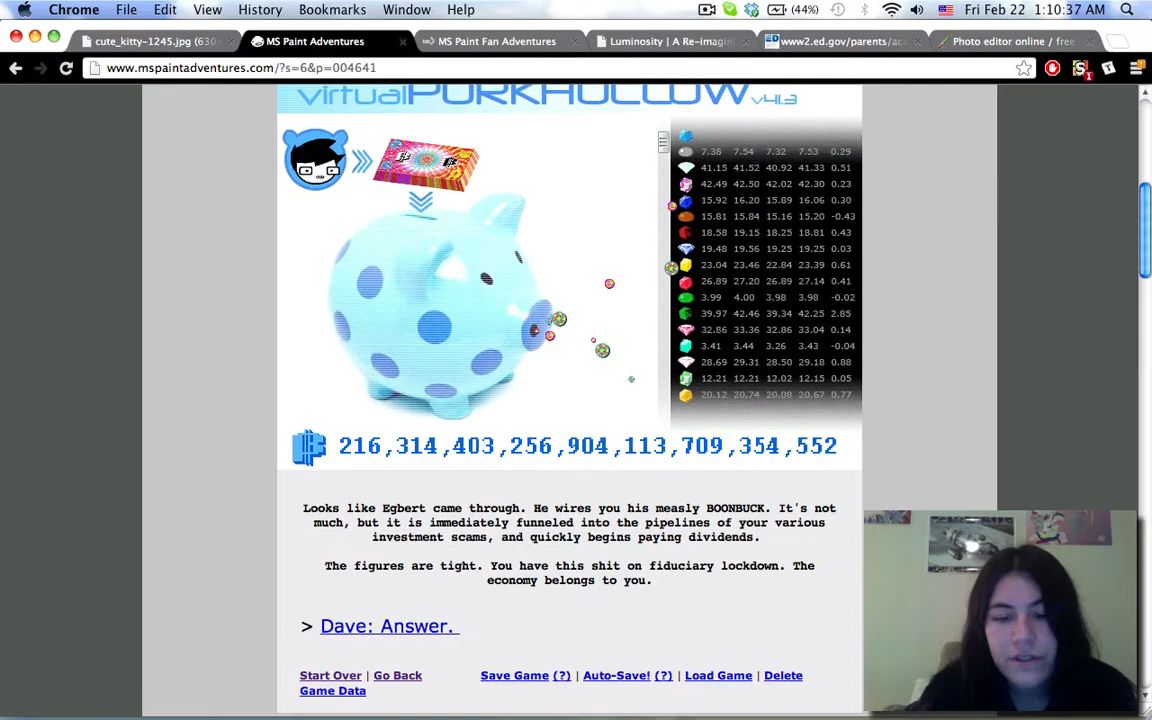 Chrome File Edit View History Bookmarks Window Help (44%) Fri Feb 22 1:10:37 AM
cute_kitty-1245.jpg (630× MS Paint Adventures MS Paint Fan Adventures Luminosity | A Re-imagin www2.ed.gov/parents/aca Photo editor online / free
www.mspaintadventures.com/?s=6&p=004641
virtualPORKHOLLOW v41.3
7.38 7.54 7.32 7.53 0.29
41.15 41.52 40.92 41.33 0.51
42.49 42.50 42.02 42.30 0.23
15.92 16.20 15.89 16.06 0.30
15.81 15.84 15.16 15.20 -0.43
18.58 19.15 18.25 18.81 0.43
19.48 19.56 19.25 19.25 0.03
23.04 23.46 22.84 23.39 0.61
26.89 27.20 26.89 27.14 0.41
3.99 4.00 3.98 3.98 -0.02
39.97 42.46 39.34 42.25 2.85
32.86 33.36 32.86 33.04 0.14
3.41 3.44 3.26 3.43 -0.04
28.69 29.31 28.50 29.18 0.88
12.21 12.21 12.02 12.15 0.05
20.12 20.74 20.08 20.67 0.77
216,314,403,256,904,113,709,354,552
Looks like Egbert came through. He wires you his measly BOONBUCK. It's not
much, but it is immediately funneled into the pipelines of your various
investment scams, and quickly begins paying dividends.
The figures are tight. You have this shit on fiduciary lockdown. The
economy belongs to you.
> Dave: Answer.
Start Over | Go Back Save Game (?) | Auto-Save! (?) | Load Game | Delete
Game Data